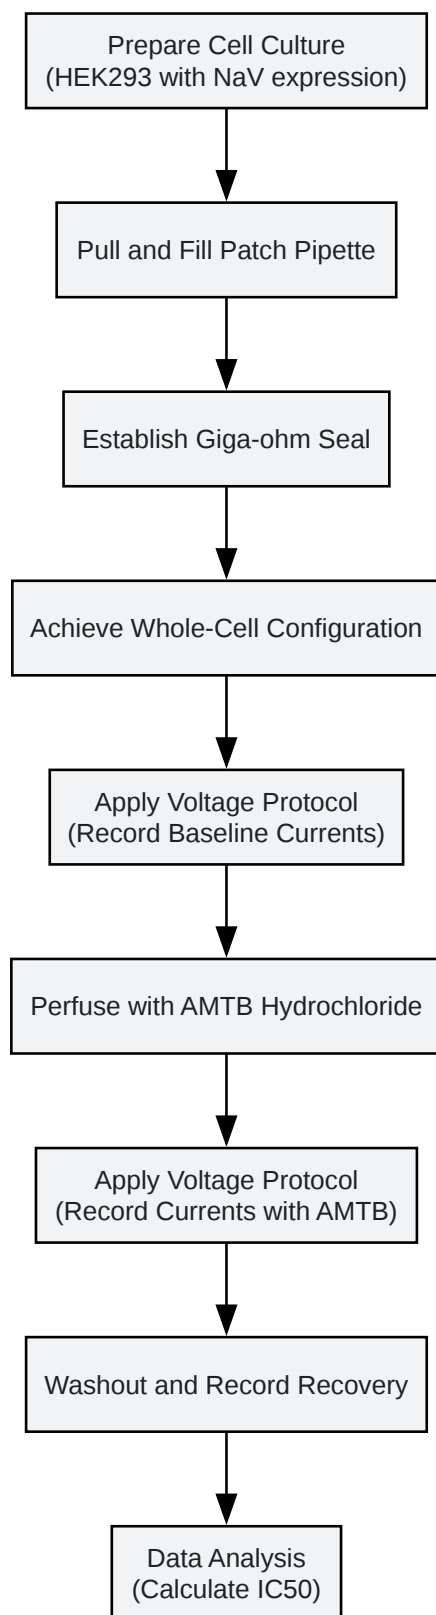 Prepare Cell Culture
(HEK293 with NaV expression)
Pull and Fill Patch Pipette
Establish Giga-ohm Seal
Achieve Whole-Cell Configuration
Apply Voltage Protocol
(Record Baseline Currents)
Perfuse with AMTB Hydrochloride
Apply Voltage Protocol
(Record Currents with AMTB)
Washout and Record Recovery
Data Analysis
(Calculate IC50)